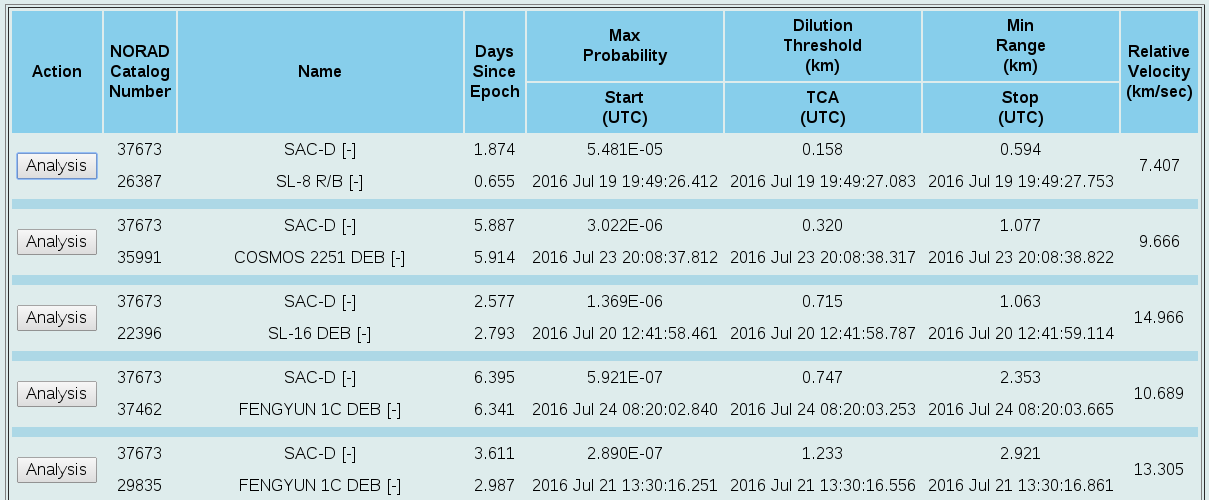 Action NORAD Catalog Number Name Days Since Epoch Max Probability Dilution Threshold (km) Min Range (km) Relative Velocity (km/sec)
Start (UTC) TCA (UTC) Stop (UTC)
Analysis 37673 SAC-D [-] 1.874 5.481E-05 0.158 0.594 7.407
26387 SL-8 R/B [-] 0.655 2016 Jul 19 19:49:26.412 2016 Jul 19 19:49:27.083 2016 Jul 19 19:49:27.753
Analysis 37673 SAC-D [-] 5.887 3.022E-06 0.320 1.077 9.666
35991 COSMOS 2251 DEB [-] 5.914 2016 Jul 23 20:08:37.812 2016 Jul 23 20:08:38.317 2016 Jul 23 20:08:38.822
Analysis 37673 SAC-D [-] 2.577 1.369E-06 0.715 1.063 14.966
22396 SL-16 DEB [-] 2.793 2016 Jul 20 12:41:58.461 2016 Jul 20 12:41:58.787 2016 Jul 20 12:41:59.114
Analysis 37673 SAC-D [-] 6.395 5.921E-07 0.747 2.353 10.689
37462 FENGYUN 1C DEB [-] 6.341 2016 Jul 24 08:20:02.840 2016 Jul 24 08:20:03.253 2016 Jul 24 08:20:03.665
Analysis 37673 SAC-D [-] 3.611 2.890E-07 1.233 2.921 13.305
29835 FENGYUN 1C DEB [-] 2.987 2016 Jul 21 13:30:16.251 2016 Jul 21 13:30:16.556 2016 Jul 21 13:30:16.861